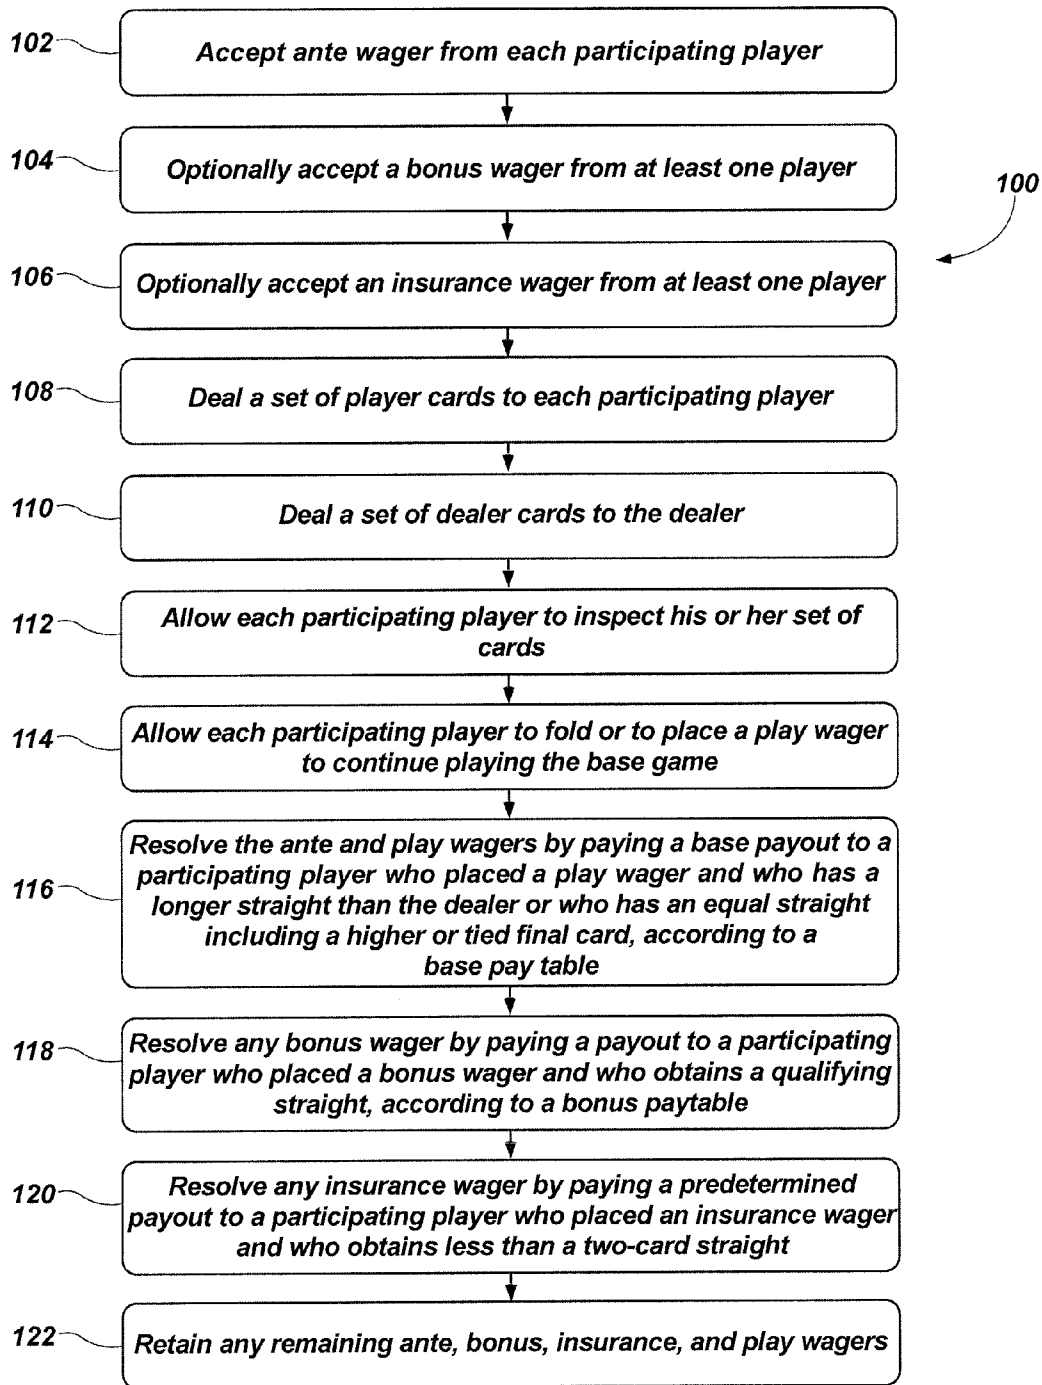 102
Accept ante wager from each participating player
104
Optionally accept a bonus wager from at least one player
100
106
Optionally accept an insurance wager from at least one player
108
Deal a set of player cards to each participating player
110
Deal a set of dealer cards to the dealer
112
Allow each participating player to inspect his or her set of
cards
114
Allow each participating player to fold or to place a play wager
to continue playing the base game
116
Resolve the ante and play wagers by paying a base payout to a
participating player who placed a play wager and who has a
longer straight than the dealer or who has an equal straight
including a higher or tied final card, according to a
base pay table
118
Resolve any bonus wager by paying a payout to a participating
player who placed a bonus wager and who obtains a qualifying
straight, according to a bonus paytable
120
Resolve any insurance wager by paying a predetermined
payout to a participating player who placed an insurance wager
and who obtains less than a two-card straight
122
Retain any remaining ante, bonus, insurance, and play wagers